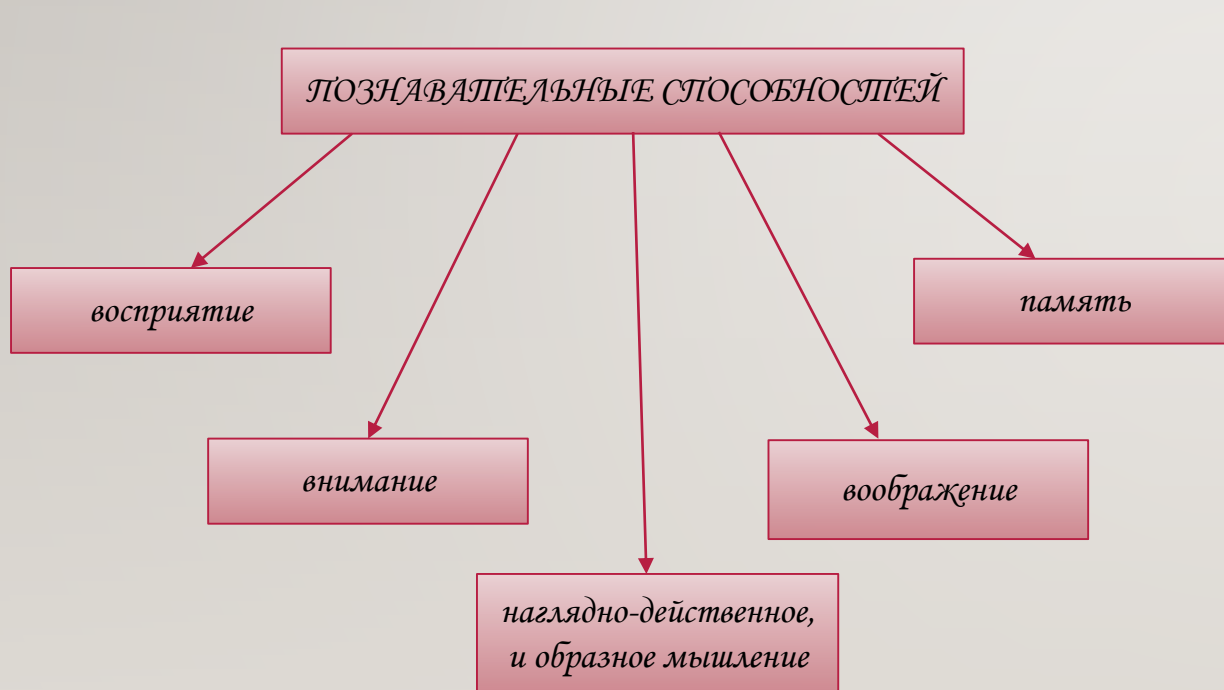 ПОЗНАВАТЕЛЬНЫЕ СПОСОБНОСТЕЙ
восприятие
память
внимание
воображение
наглядно-действенное,
и образное мышление